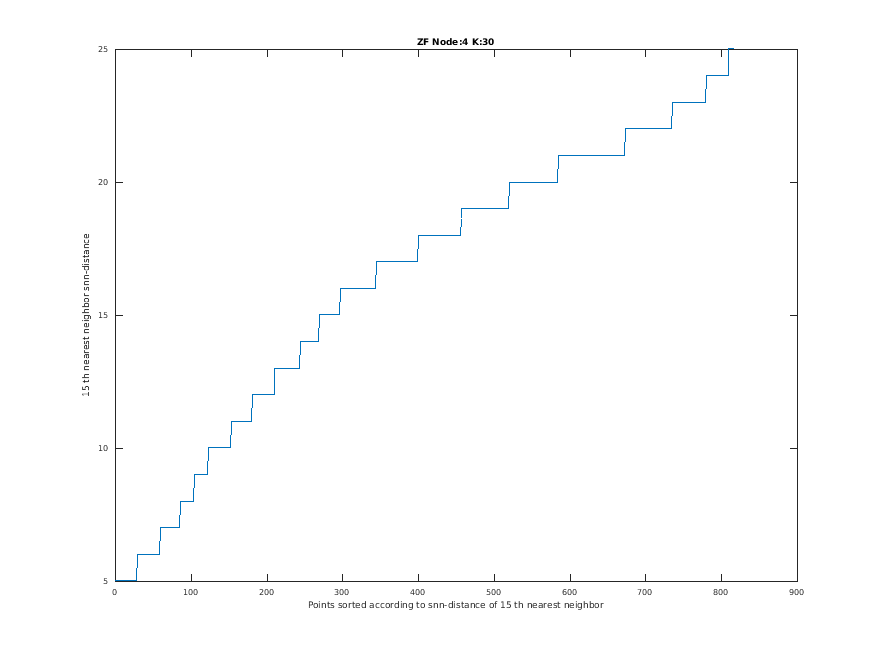 ZF Node:4 K:30
25
20
15
10
5
15 th nearest neighbor snn-distance
0 100 200 300 400 500 600 700 800 900
Points sorted according to snn-distance of 15 th nearest neighbor